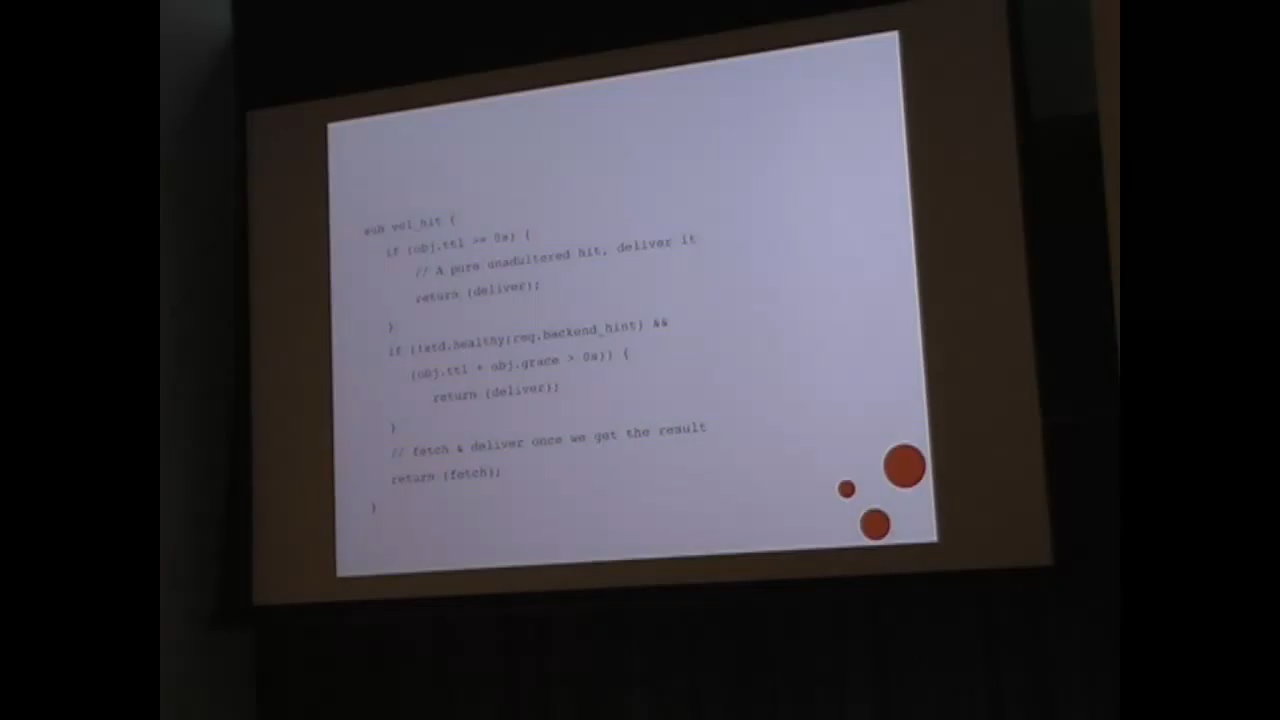 sub vcl_hit {
if (obj.ttl >= 0s) {
// A pure unadultered hit, deliver it
return (deliver);
}
if (!std.healthy(req.backend_hint) &&
(obj.ttl + obj.grace > 0s)) {
return (deliver);
}
// fetch & deliver once we get the result
return (fetch);
}